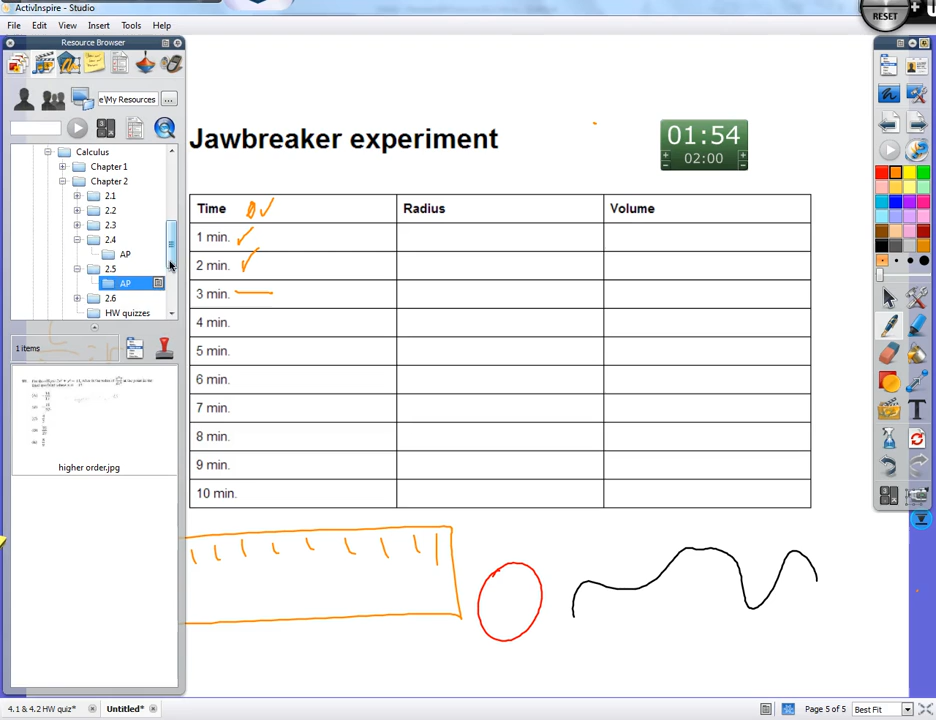 ActivInspire - Studio
File Edit View Insert Tools Help
RESET
Resource Browser
e\My Resources ...
Calculus
Chapter 1
Chapter 2
2.1
2.2
2.3
2.4
AP
2.5
AP
2.6
HW quizzes
1 items
higher order.jpg
Jawbreaker experiment
01:54
02:00
Time Radius Volume
1 min.
2 min.
3 min.
4 min.
5 min.
6 min.
7 min.
8 min.
9 min.
10 min.
4.1 & 4.2 HW quiz* Untitled* Page 5 of 5 Best Fit